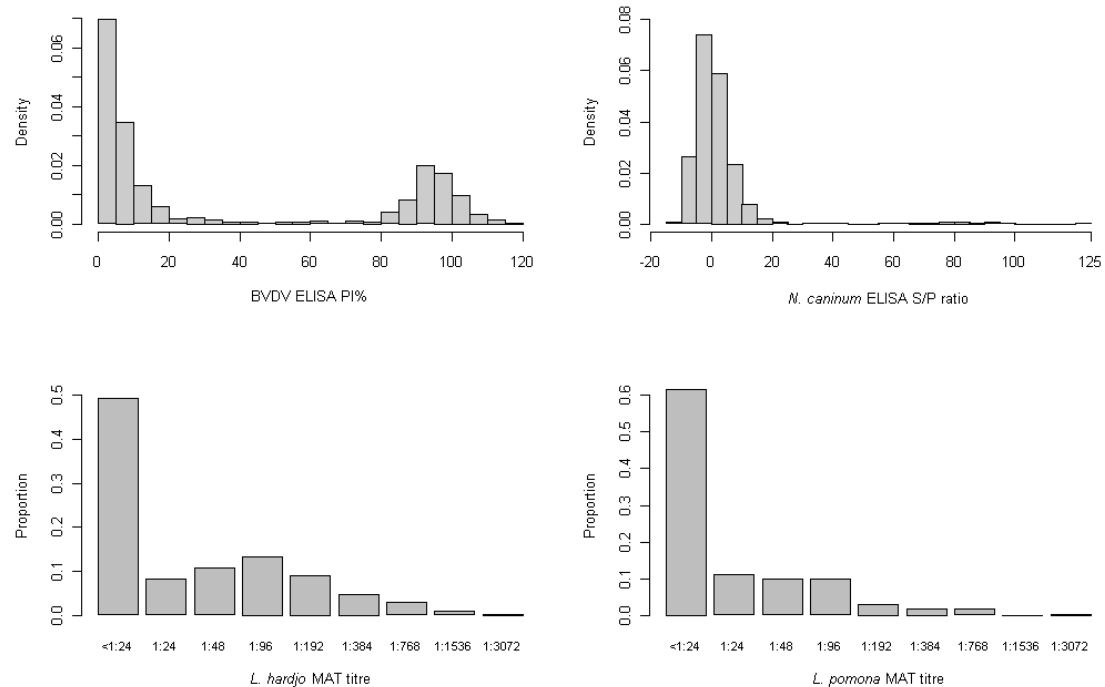 Density
0.00 0.02 0.04 0.06
0 20 40 60 80 100 120
BVDV ELISA PI%
Density
0.00 0.02 0.04 0.06 0.08
-20 0 20 40 60 80 100 125
N. caninum ELISA S/P ratio
Proportion
0.0 0.1 0.2 0.3 0.4 0.5
<1:24 1:24 1:48 1:96 1:192 1:384 1:768 1:1536 1:3072
L. hardjo MAT titre
Proportion
0.0 0.1 0.2 0.3 0.4 0.5 0.6
<1:24 1:24 1:48 1:96 1:192 1:384 1:768 1:1536 1:3072
L. pomona MAT titre